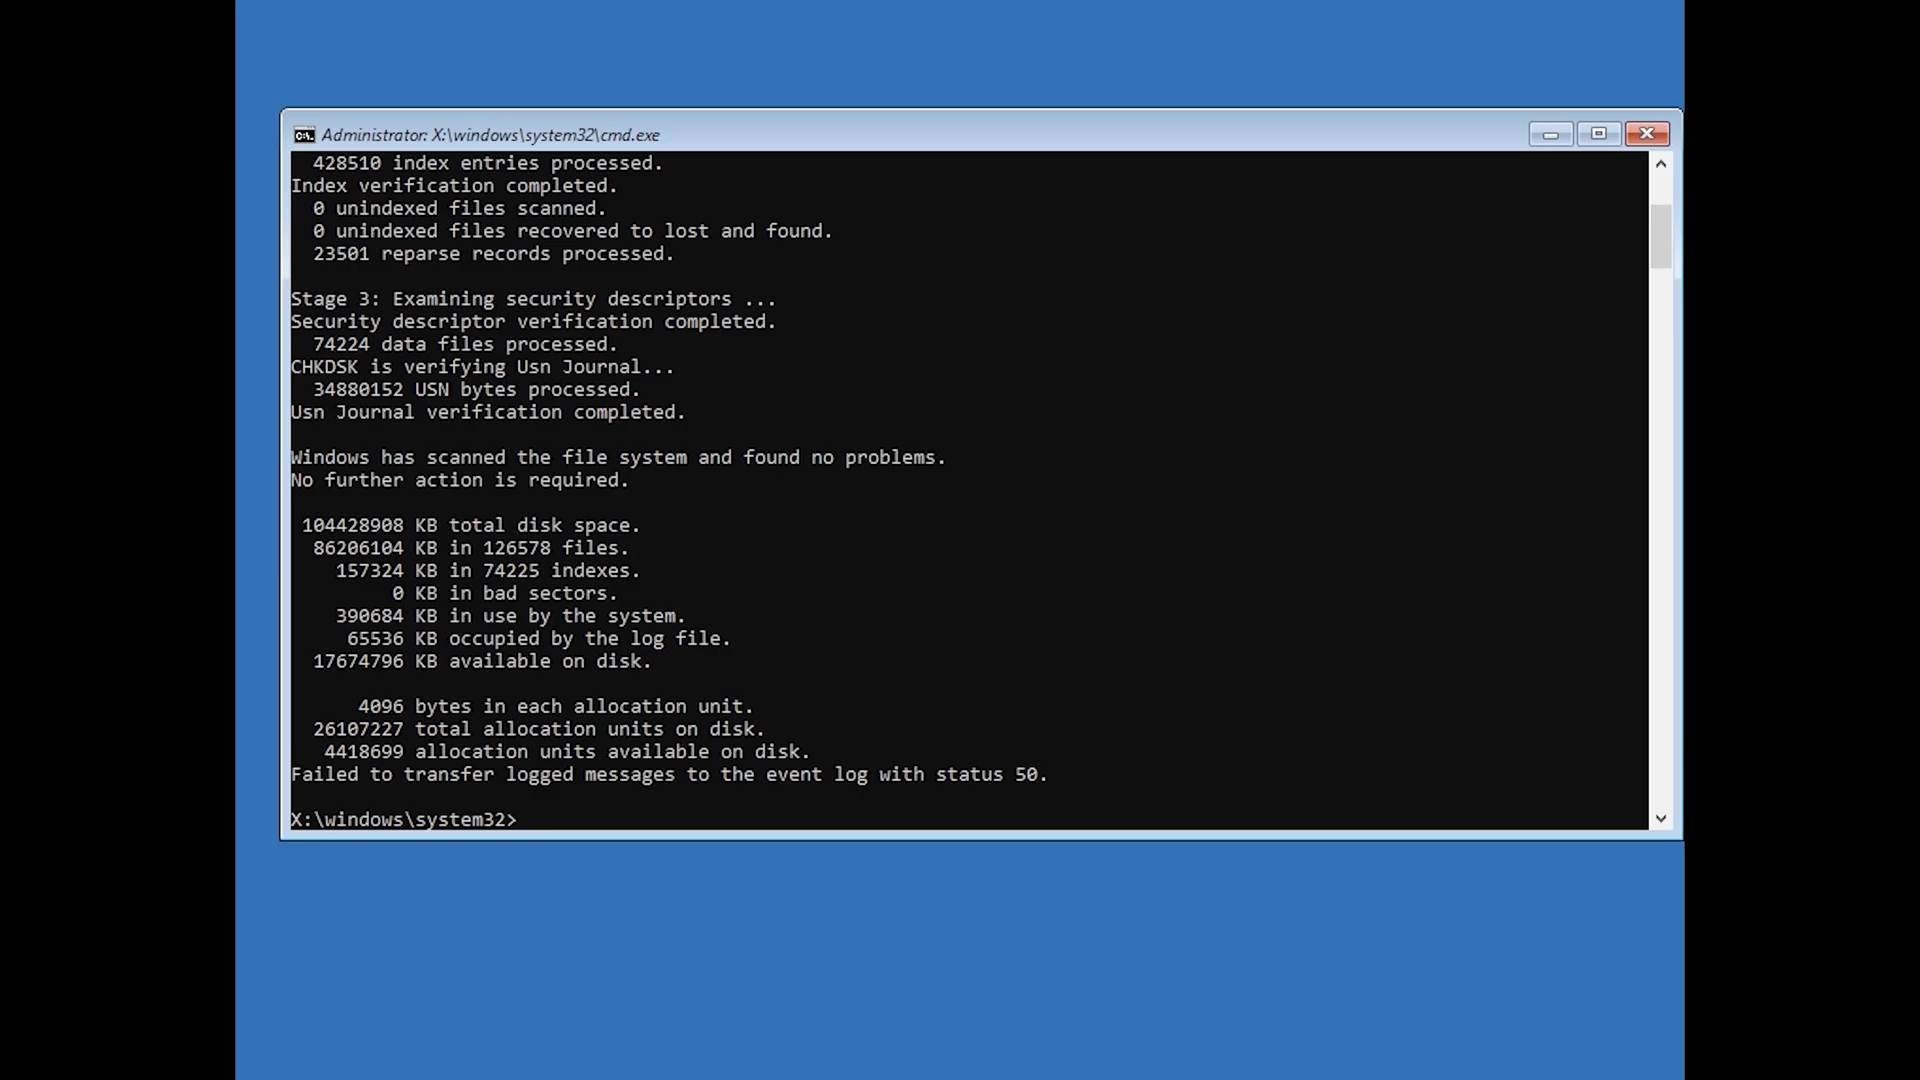 Administrator: X:\windows\system32\cmd.exe
428510 index entries processed.
Index verification completed.
0 unindexed files scanned.
0 unindexed files recovered to lost and found.
23501 reparse records processed.
Stage 3: Examining security descriptors ...
Security descriptor verification completed.
74224 data files processed.
CHKDSK is verifying Usn Journal...
34880152 USN bytes processed.
Usn Journal verification completed.
Windows has scanned the file system and found no problems.
No further action is required.
104428908 KB total disk space.
86206104 KB in 126578 files.
157324 KB in 74225 indexes.
0 KB in bad sectors.
390684 KB in use by the system.
65536 KB occupied by the log file.
17674796 KB available on disk.
4096 bytes in each allocation unit.
26107227 total allocation units on disk.
4418699 allocation units available on disk.
Failed to transfer logged messages to the event log with status 50.
X:\windows\system32>